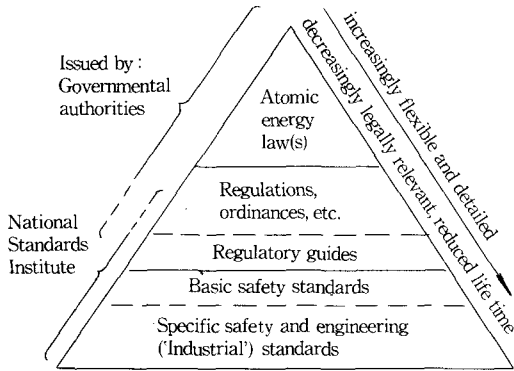 Issued by :
Governmental
authorities
National
Standards
Institute
Atomic
energy
law(s)
Regulations,
ordinances, etc.
Regulatory guides
Basic safety standards
Specific safety and engineering
('Industrial') standards
increasingly flexible and detailed
decreasingly legally relevant, reduced life time